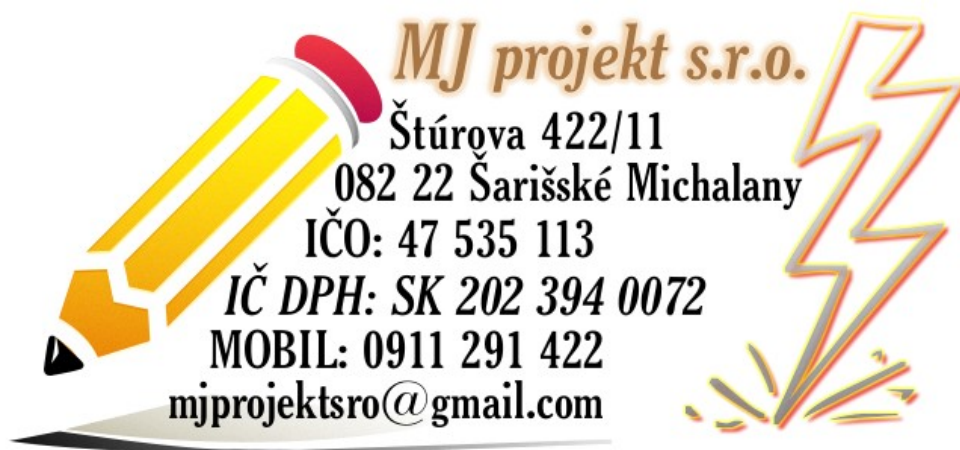 MJ projekt s.r.o.
Štúrova 422/11
082 22 Šarišské Michalany
IČO: 47 535 113
IČ DPH: SK 202 394 0072
MOBIL: 0911 291 422
mjprojektsro@gmail.com